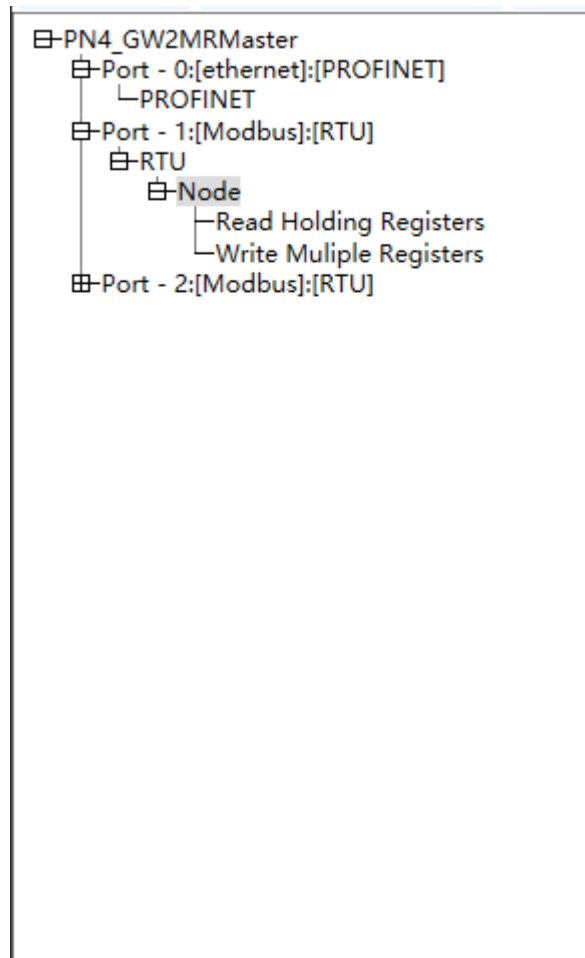 PN4_GW2MRMaster
Port - 0:[ethernet]:[PROFINET]
PROFINET
Port - 1:[Modbus]:[RTU]
RTU
Node
Read Holding Registers
Write Muliple Registers
Port - 2:[Modbus]:[RTU]